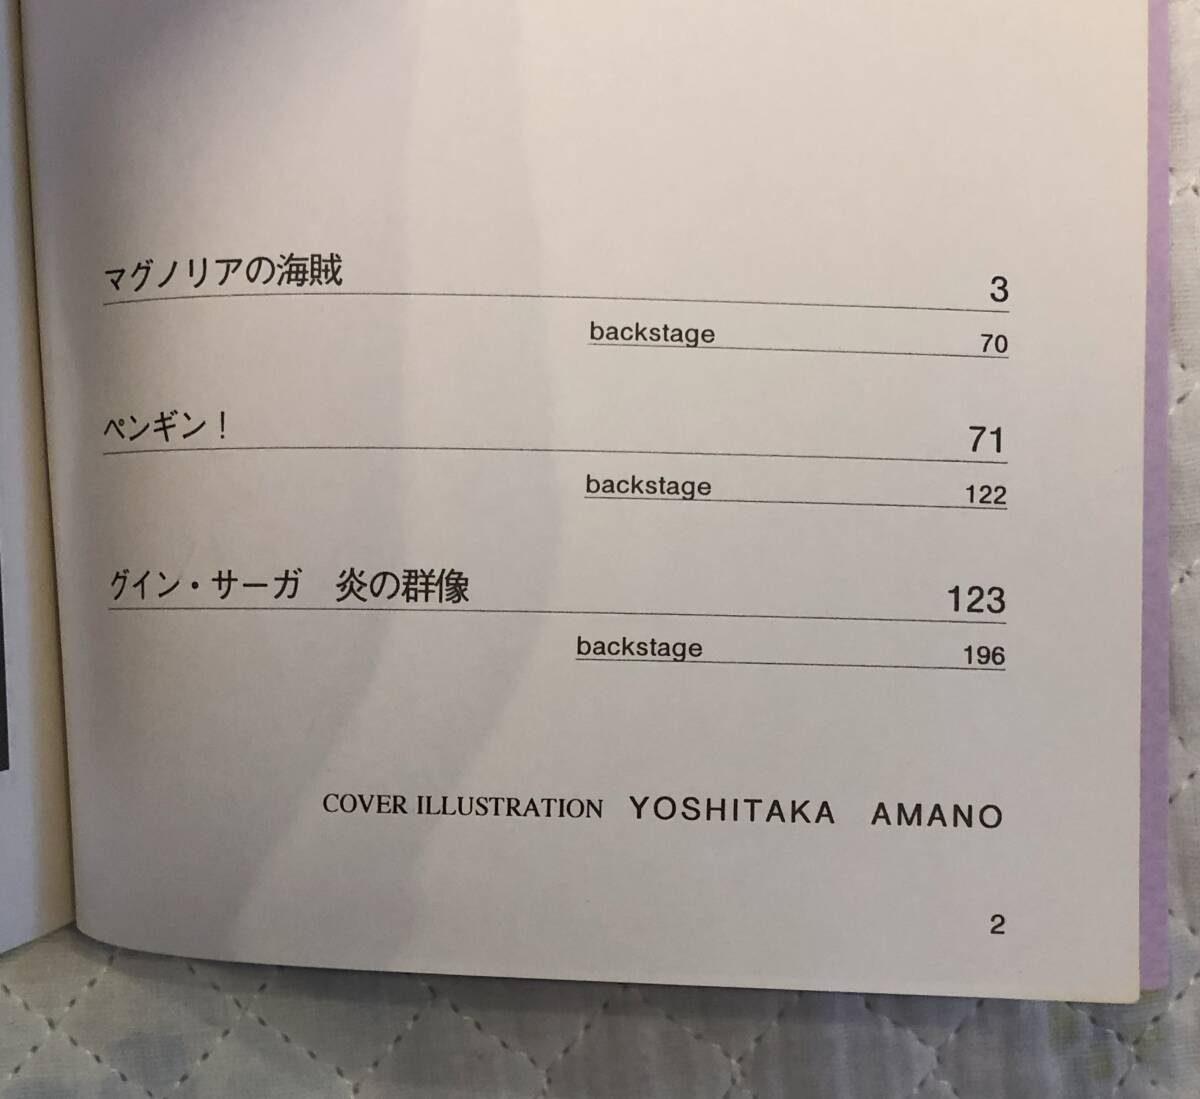 マグノリアの海賊 3
backstage 70
ペンギン！ 71
backstage 122
グイン・サーガ　炎の群像 123
backstage 196
COVER ILLUSTRATION YOSHITAKA AMANO
2